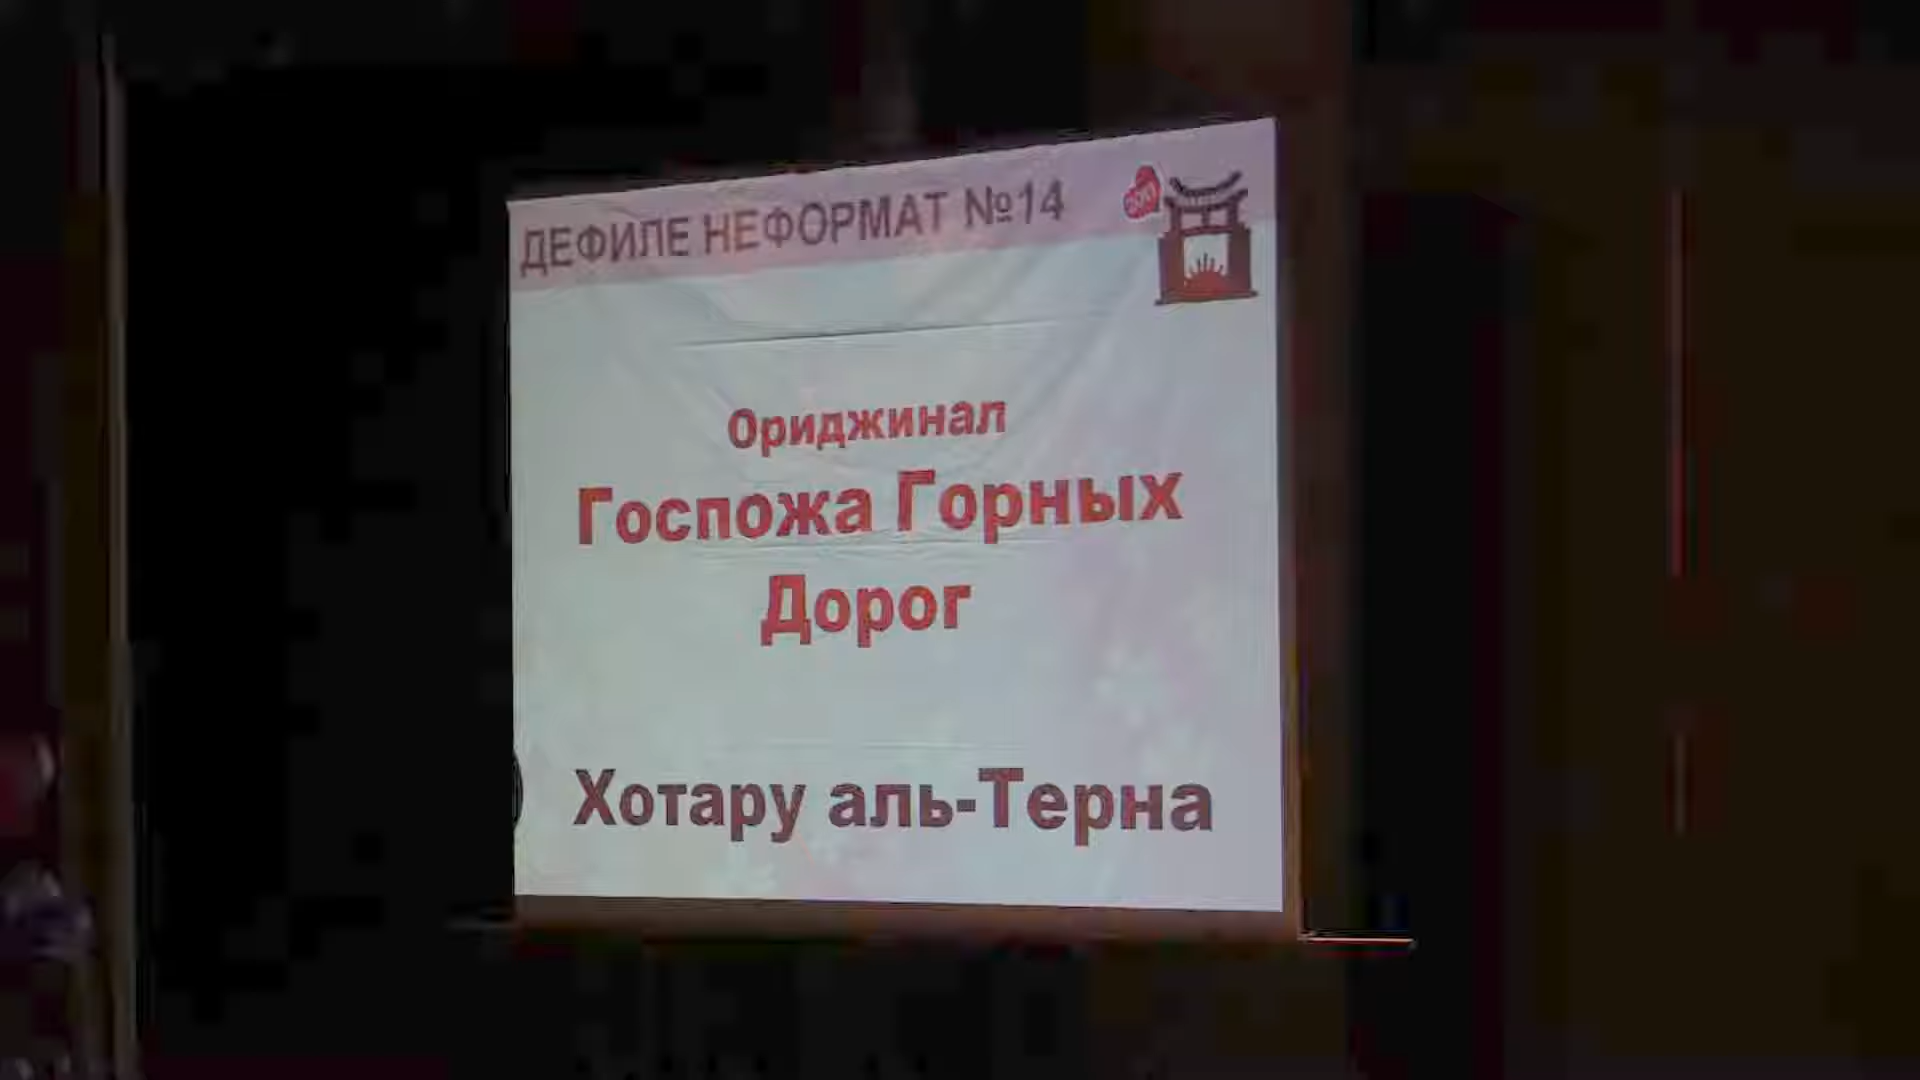 ДЕФИЛЕ НЕФОРМАТ №14
Ориджинал
Госпожа Горных
Дорог
Хотару аль-Терна